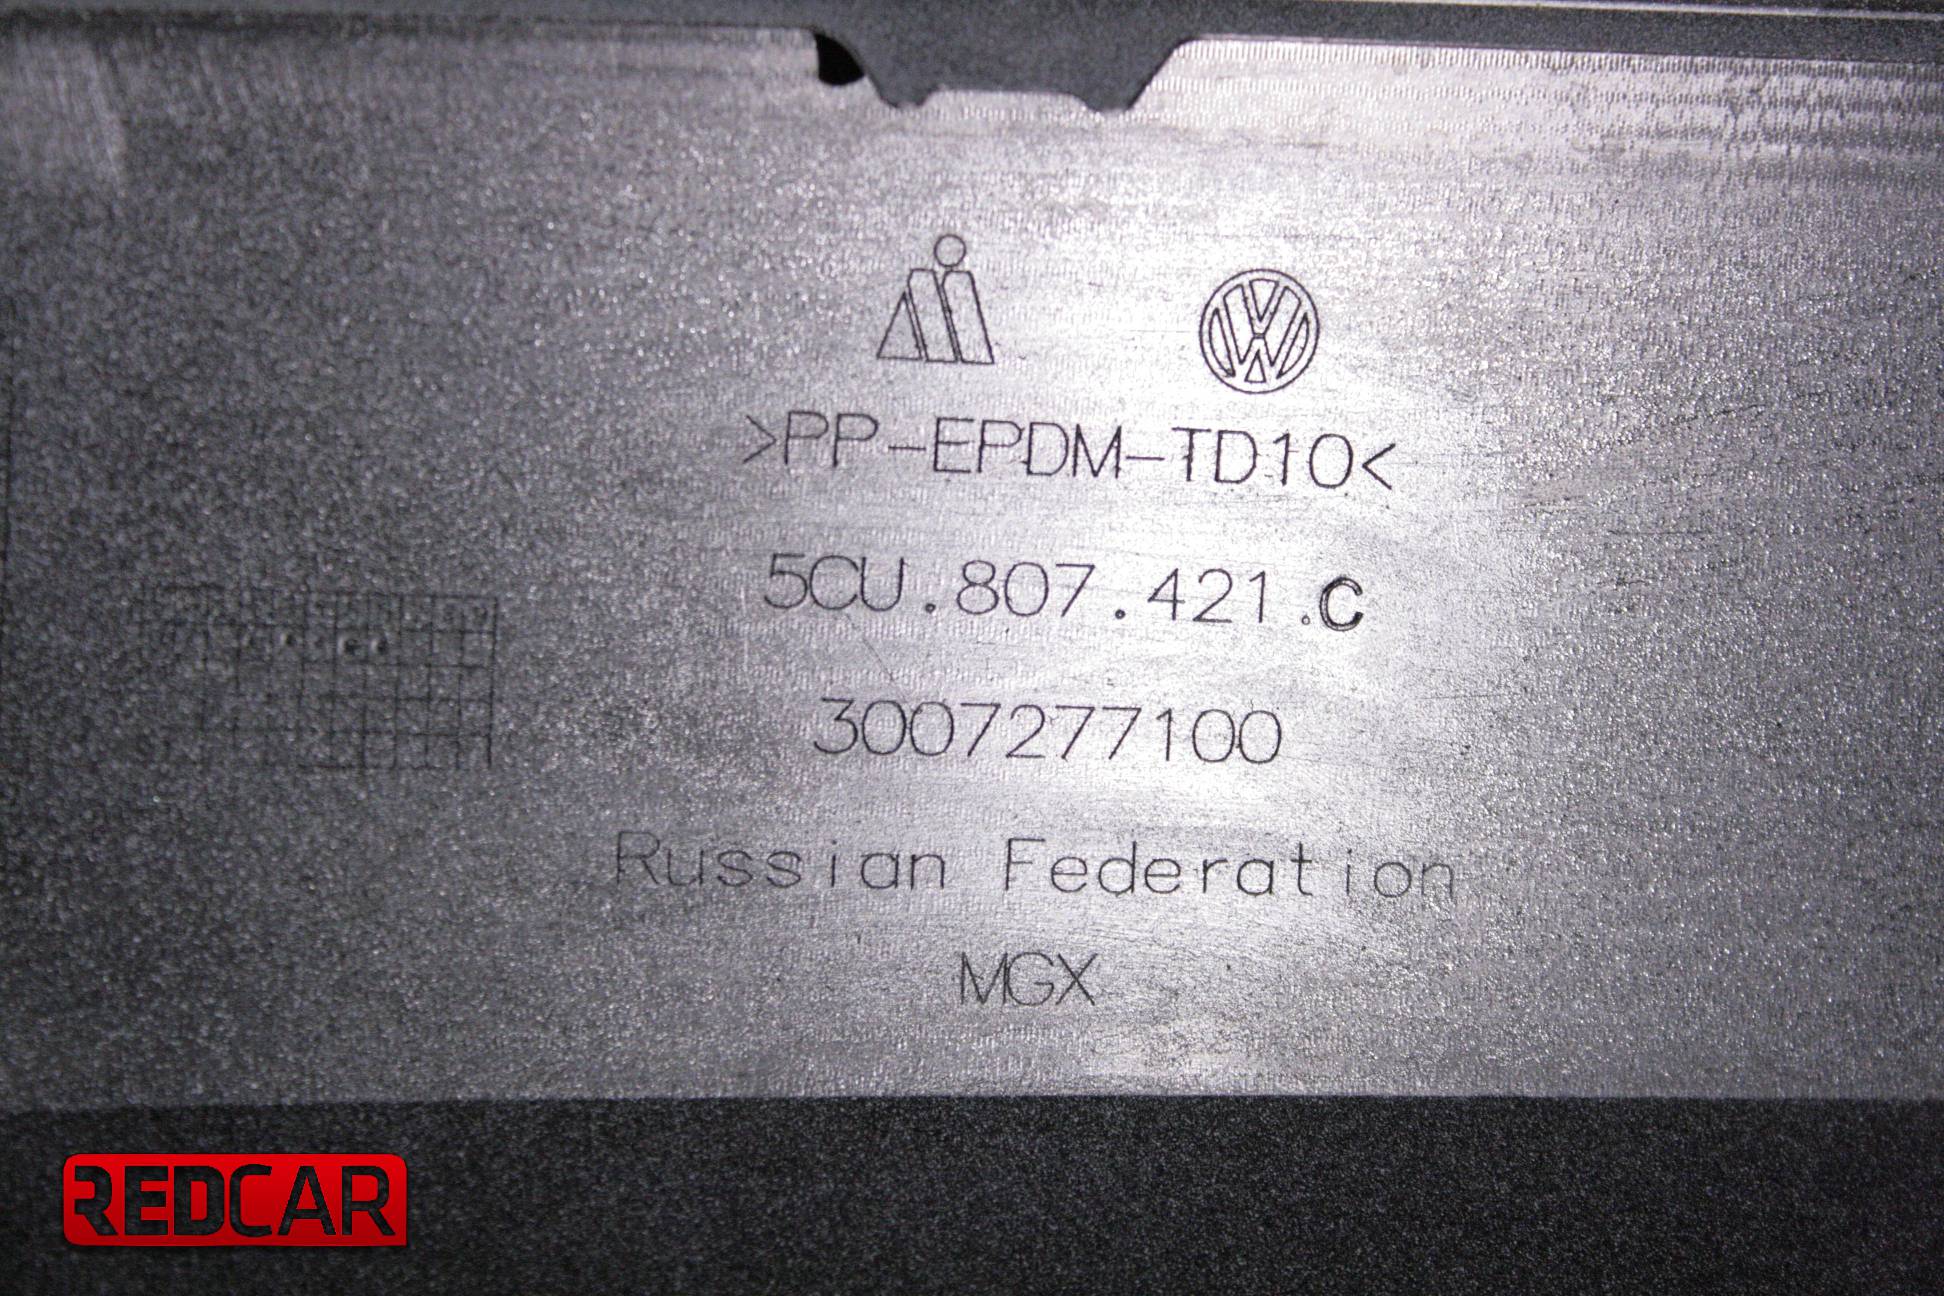 >PP-EPDM-TD10<
5CU.807.421.C
3007277100
Russian Federation
MGX
REDCAR